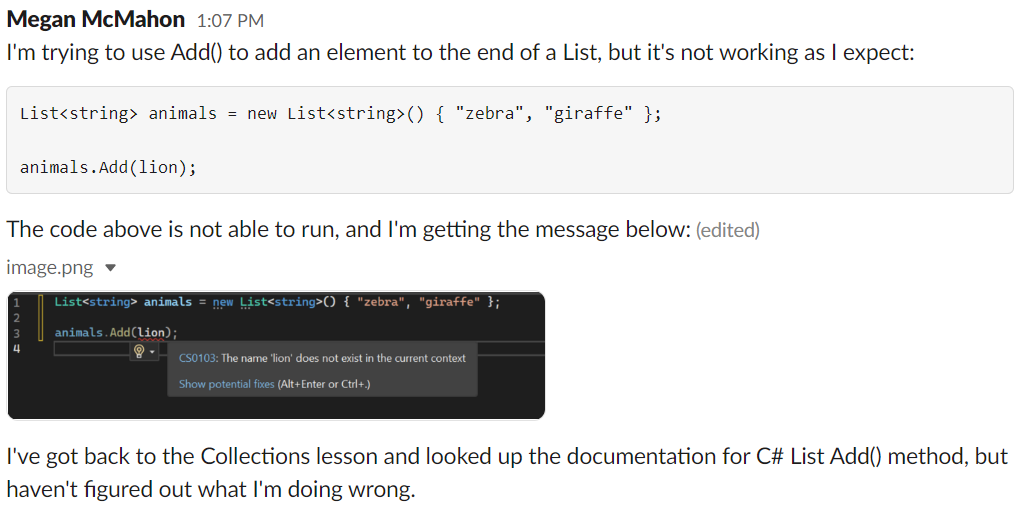 Megan McMahon 1:07 PM
I'm trying to use Add() to add an element to the end of a List, but it's not working as I expect:
List<string> animals = new List<string>() { "zebra", "giraffe" };
animals.Add(lion);
The code above is not able to run, and I'm getting the message below: (edited)
image.png
1 List<string> animals = new List<string>() { "zebra", "giraffe" };
2
3 animals.Add(lion);
4
CS0103: The name 'lion' does not exist in the current context
Show potential fixes (Alt+Enter or Ctrl+.)
I've got back to the Collections lesson and looked up the documentation for C# List Add() method, but
haven't figured out what I'm doing wrong.